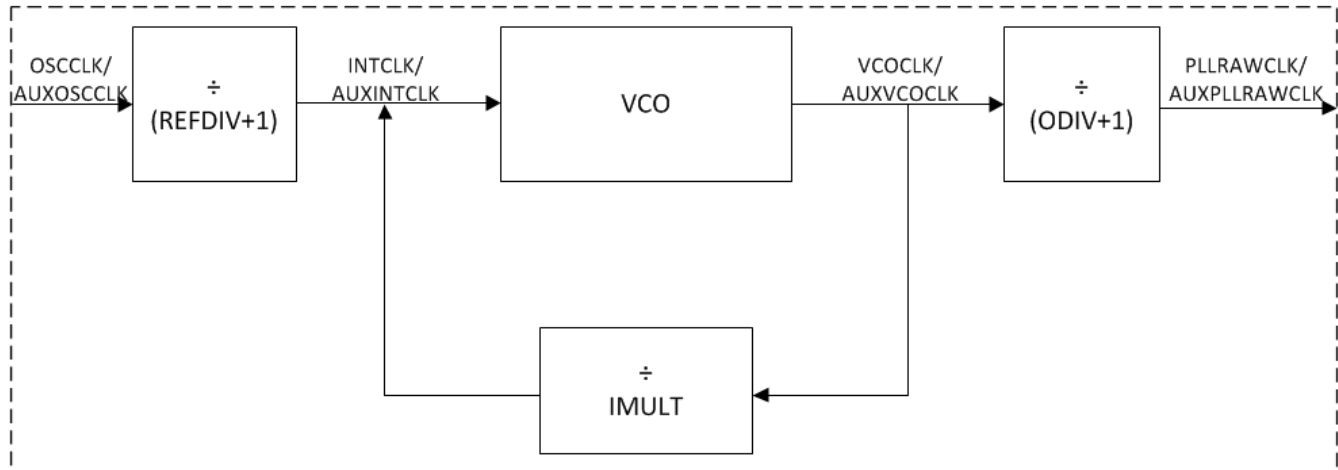 OSCCLK/
AUXOSCCLK
÷
(REFDIV+1)
INTCLK/
AUXINTCLK
VCO
VCOCLK/
AUXVCOCLK
÷
(ODIV+1)
PLLRAWCLK/
AUXPLLRAWCLK
÷
IMULT